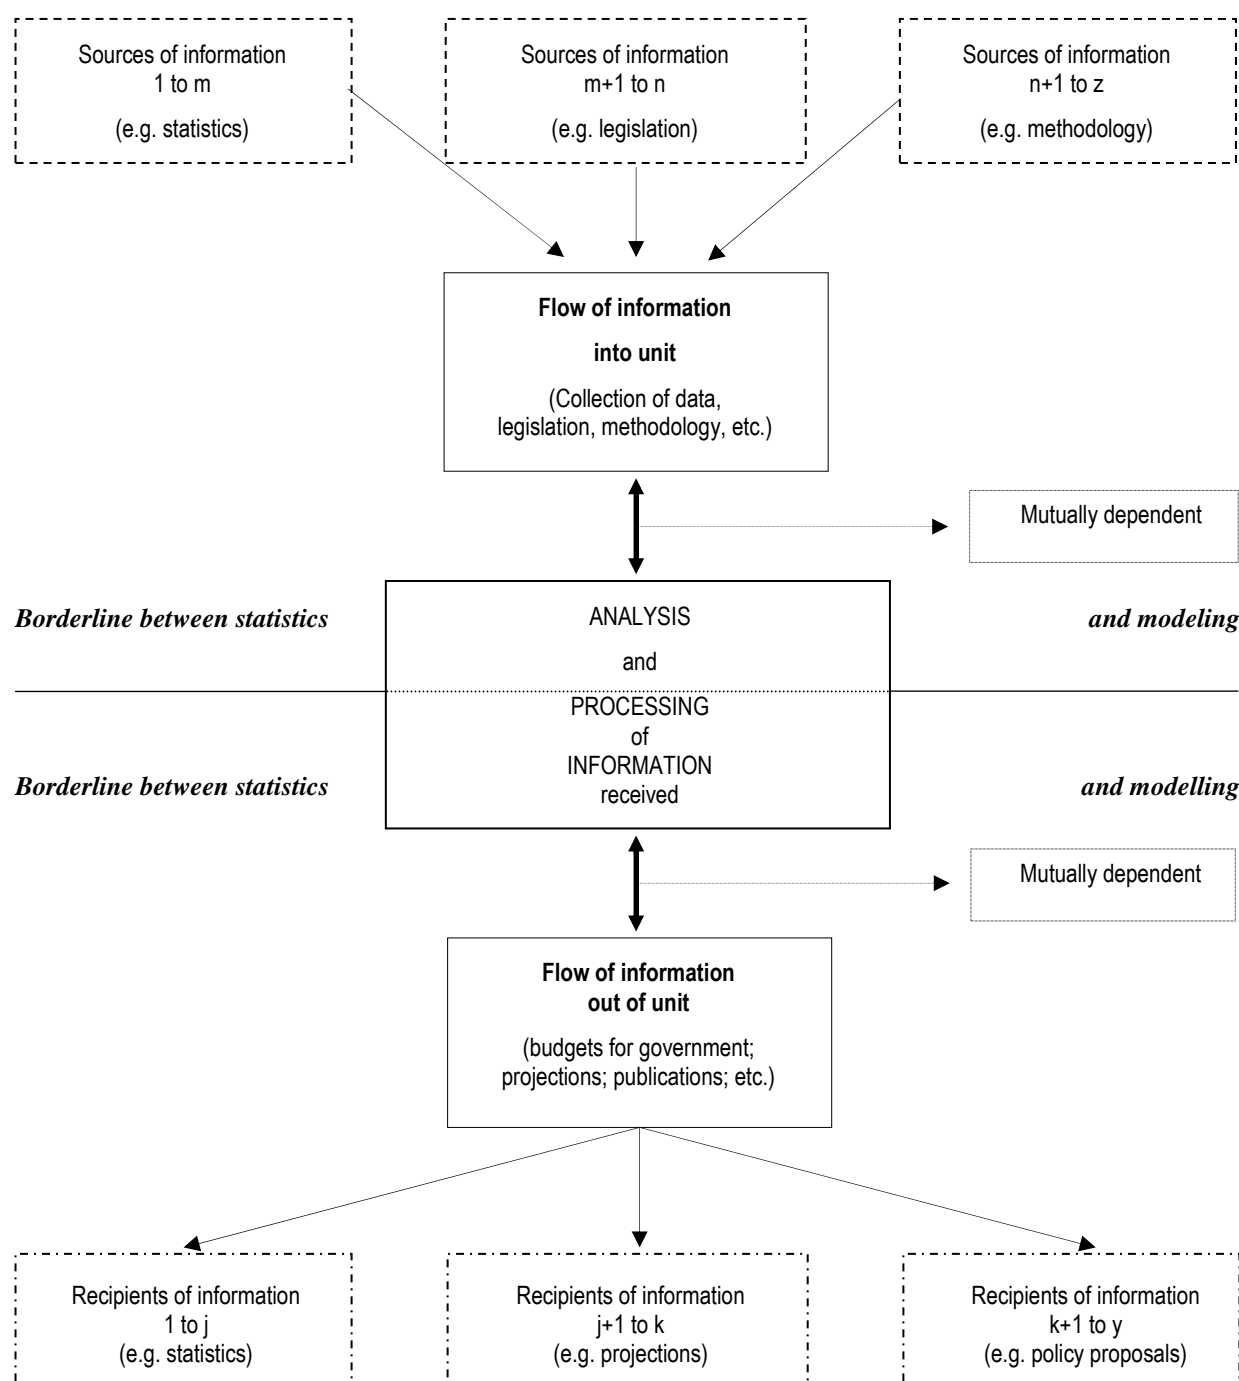 Sources of information
1 to m
(e.g. statistics)
Sources of information
m+1 to n
(e.g. legislation)
Sources of information
n+1 to z
(e.g. methodology)
Flow of information
into unit
(Collection of data,
legislation, methodology, etc.)
Mutually dependent
Borderline between statistics
ANALYSIS
and
and modeling
PROCESSING
of
INFORMATION
received
Borderline between statistics
and modelling
Mutually dependent
Flow of information
out of unit
(budgets for government;
projections; publications; etc.)
Recipients of information
1 to j
(e.g. statistics)
Recipients of information
j+1 to k
(e.g. projections)
Recipients of information
k+1 to y
(e.g. policy proposals)